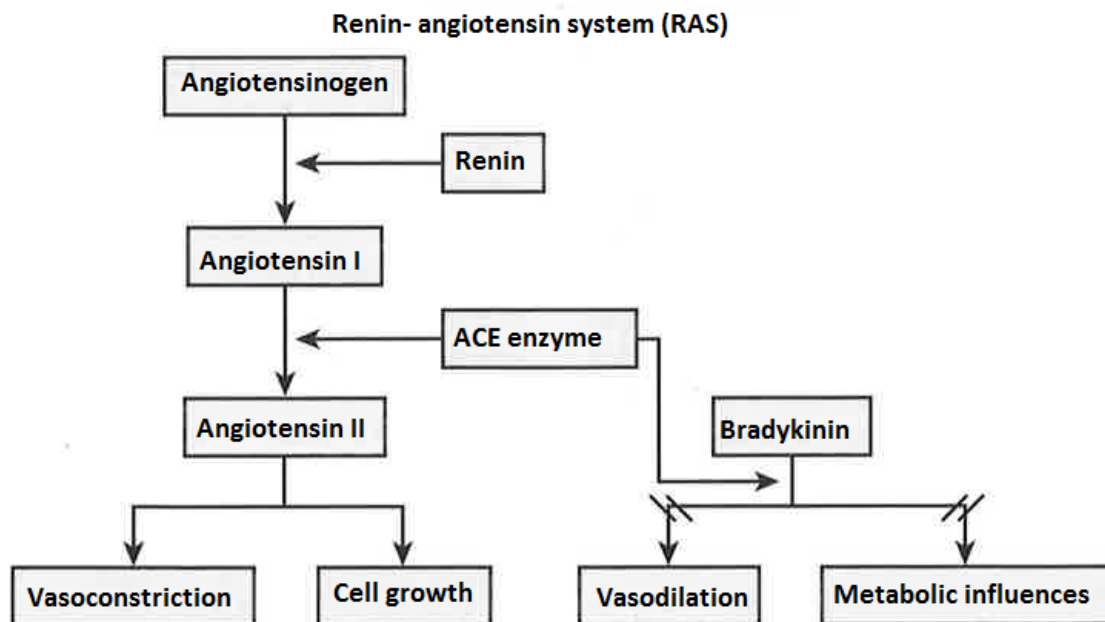 Renin- angiotensin system (RAS)
Angiotensinogen
Renin
Angiotensin I
ACE enzyme
Angiotensin II
Bradykinin
Vasoconstriction
Cell growth
Vasodilation
Metabolic influences